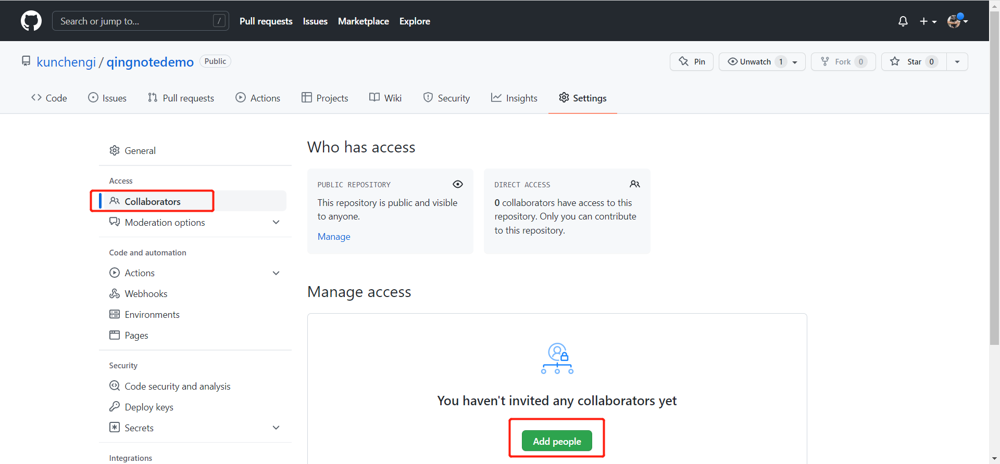 Search or jump to... / Pull requests Issues Marketplace Explore
kunchengi / qingnotedemo Public Pin Unwatch 1 Fork 0 Star 0
Code Issues Pull requests Actions Projects Wiki Security Insights Settings
General
Access
Collaborators
Moderation options
Code and automation
Actions
Webhooks
Environments
Pages
Security
Code security and analysis
Deploy keys
Secrets
Integrations
Who has access
PUBLIC REPOSITORY
This repository is public and visible
to anyone.
Manage
DIRECT ACCESS
0 collaborators have access to this
repository. Only you can contribute
to this repository.
Manage access
You haven't invited any collaborators yet
Add people